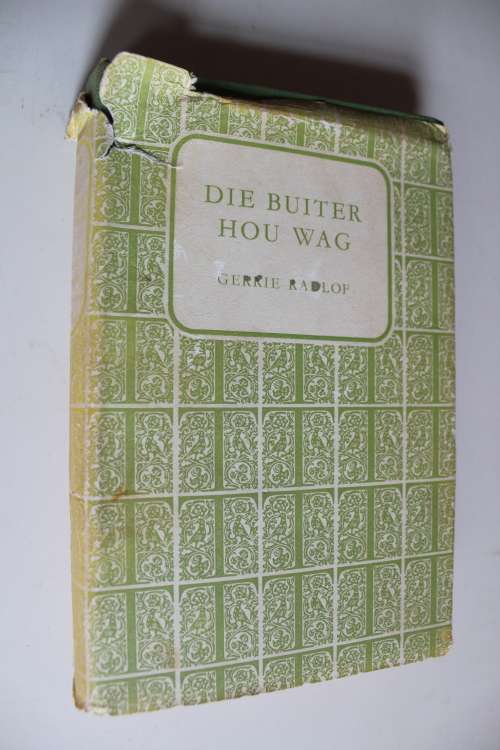 DIE BUITER
HOU WAG
GERRIE RADLOF